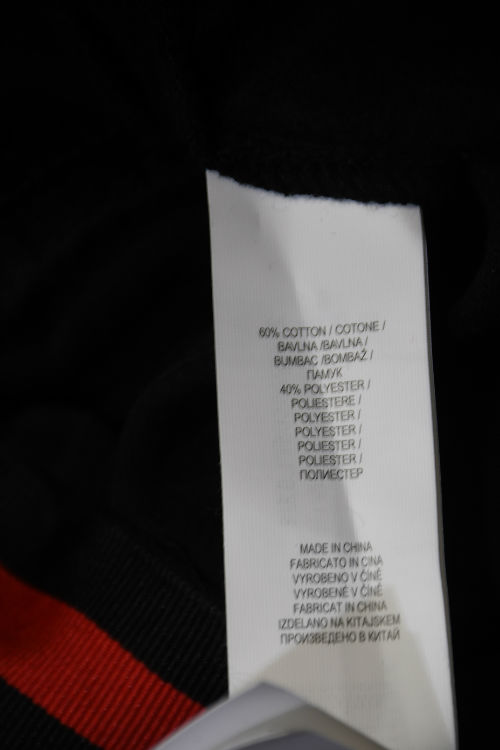 60% COTTON / COTONE /
BAVLNA /BAVLNA /
BUMBAC /BOMBAŽ /
ПАМУК
40% POLYESTER /
POLIESTERE /
POLYESTER /
POLYESTER /
POLIESTER /
POLIESTER /
ПОЛИЕСТЕР
MADE IN CHINA
FABRICATO IN CINA
VYROBENO V ČÍNĚ
VYROBENÉ V ČÍNĚ
FABRICAT IN CHINA
IZDELANO NA KITAJSKEM
ПРОИЗВЕДЕНО В КИТАЙ